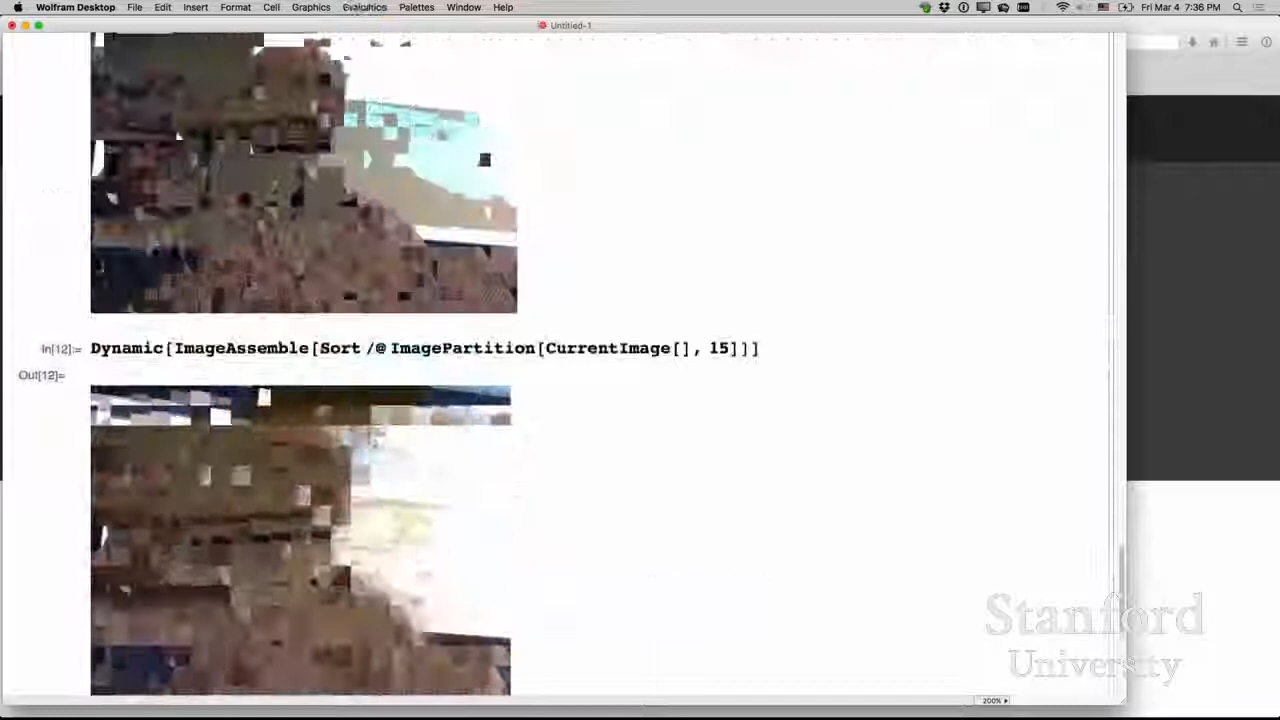 Wolfram Desktop File Edit Insert Format Cell Graphics Evaluation Palettes Window Help Fri Mar 4 7:36 PM
Untitled-1
In[12]:= Dynamic[ImageAssemble[Sort /@ ImagePartition[CurrentImage[], 15]]]
Out[12]=
Stanford
University
200%